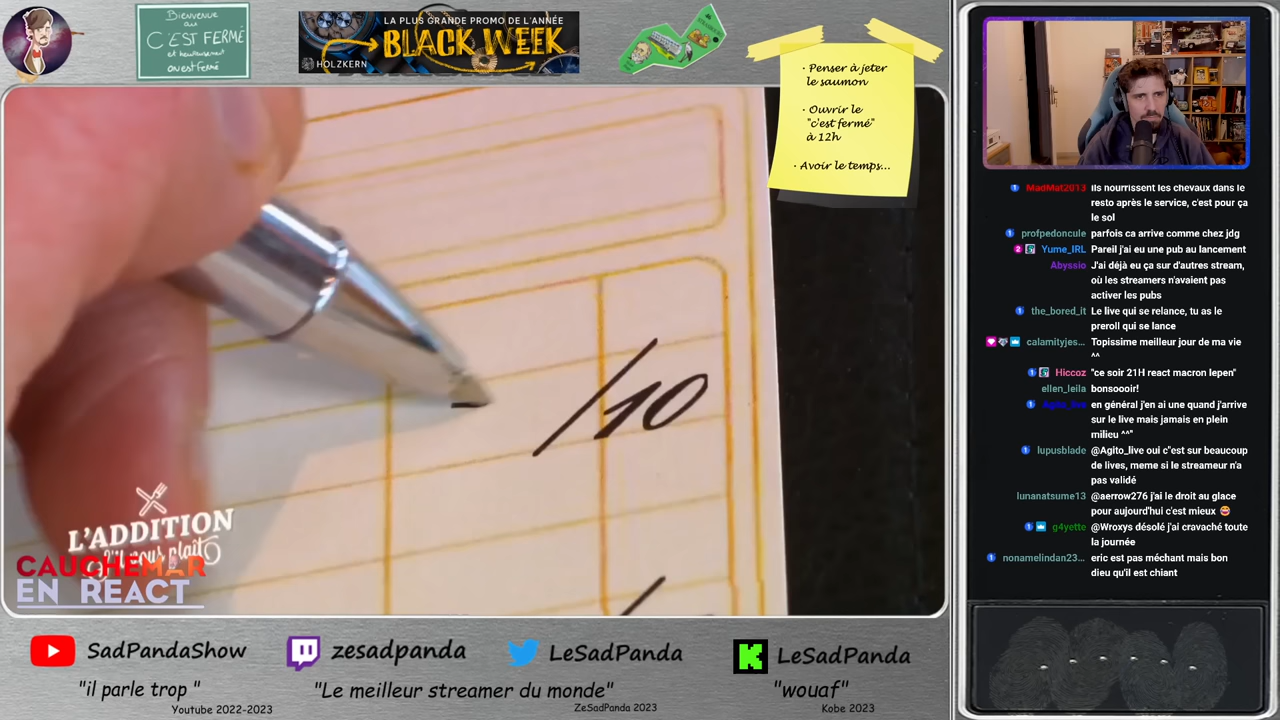 Bienvenue
au
C'EST FERMÉ
et heureusement
on est fermé
LA PLUS GRANDE PROMO DE L'ANNÉE
BLACK WEEK
HOLZKERN
· Penser à jeter
le saumon
· Ouvrir le
"c'est fermé"
à 12h
· Avoir le temps...
/10
L'ADDITION
s'il vous plaît
CAUCHEMAR
EN REACT
MadMat2013 Ils nourrissent les chevaux dans le
resto après le service, c'est pour ça
le sol
profpedoncule parfois ca arrive comme chez jdg
Yume_IRL Pareil j'ai eu une pub au lancement
Abyssio J'ai déjà eu ça sur d'autres stream,
où les streamers n'avaient pas
activer les pubs
the_bored_it Le live qui se relance, tu as le
preroll qui se lance
calamityjes... Topissime meilleur jour de ma vie
^^
Hiccoz "ce soir 21H react macron lepen"
ellen_leila bonsoooir!
Agito_live en général j'en ai une quand j'arrive
sur le live mais jamais en plein
milieu ^^"
lupusblade @Agito_live oui c"est sur beaucoup
de lives, meme si le streameur n'a
pas validé
lunanatsume13 @aerrow276 j'ai le droit au glace
pour aujourd'hui c'est mieux 😂
g4yette @Wroxys désolé j'ai cravaché toute
la journée
nonamelindan23... eric est pas méchant mais bon
dieu qu'il est chiant
SadPandaShow
"il parle trop "
Youtube 2022-2023
zesadpanda
"Le meilleur streamer du monde"
ZeSadPanda 2023
LeSadPanda
LeSadPanda
"wouaf"
Kobe 2023